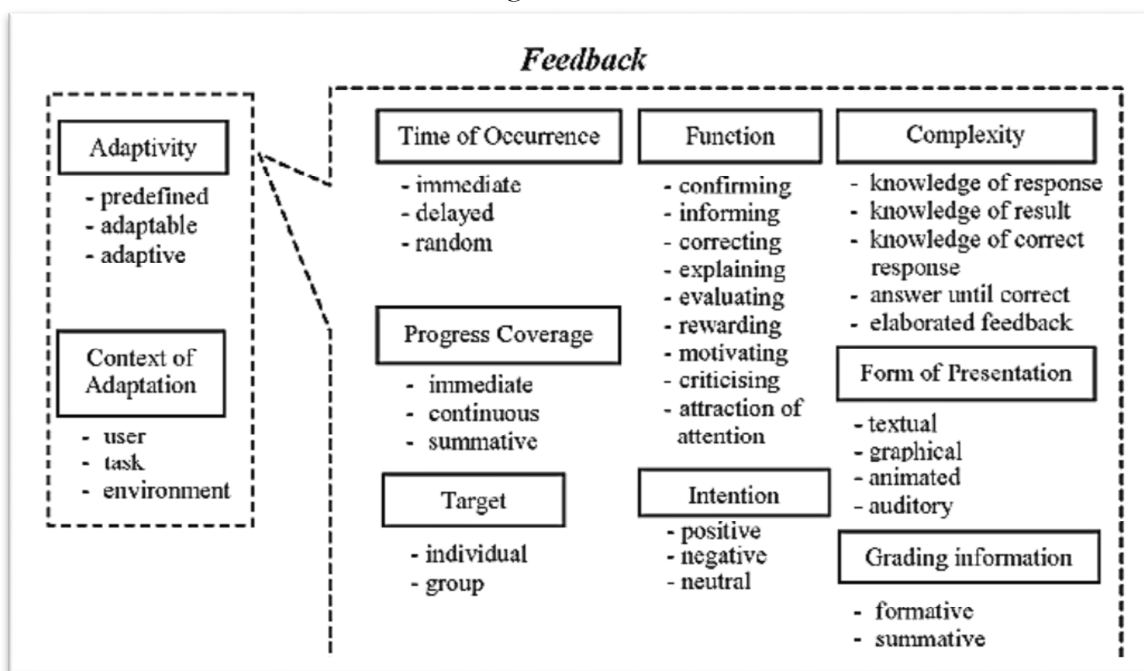 Feedback
Adaptivity
- predefined
- adaptable
- adaptive
Context of
Adaptation
- user
- task
- environment
Time of Occurrence
- immediate
- delayed
- random
Progress Coverage
- immediate
- continuous
- summative
Target
- individual
- group
Function
- confirming
- informing
- correcting
- explaining
- evaluating
- rewarding
- motivating
- criticising
- attraction of
attention
Intention
- positive
- negative
- neutral
Complexity
- knowledge of response
- knowledge of result
- knowledge of correct
response
- answer until correct
- elaborated feedback
Form of Presentation
- textual
- graphical
- animated
- auditory
Grading information
- formative
- summative